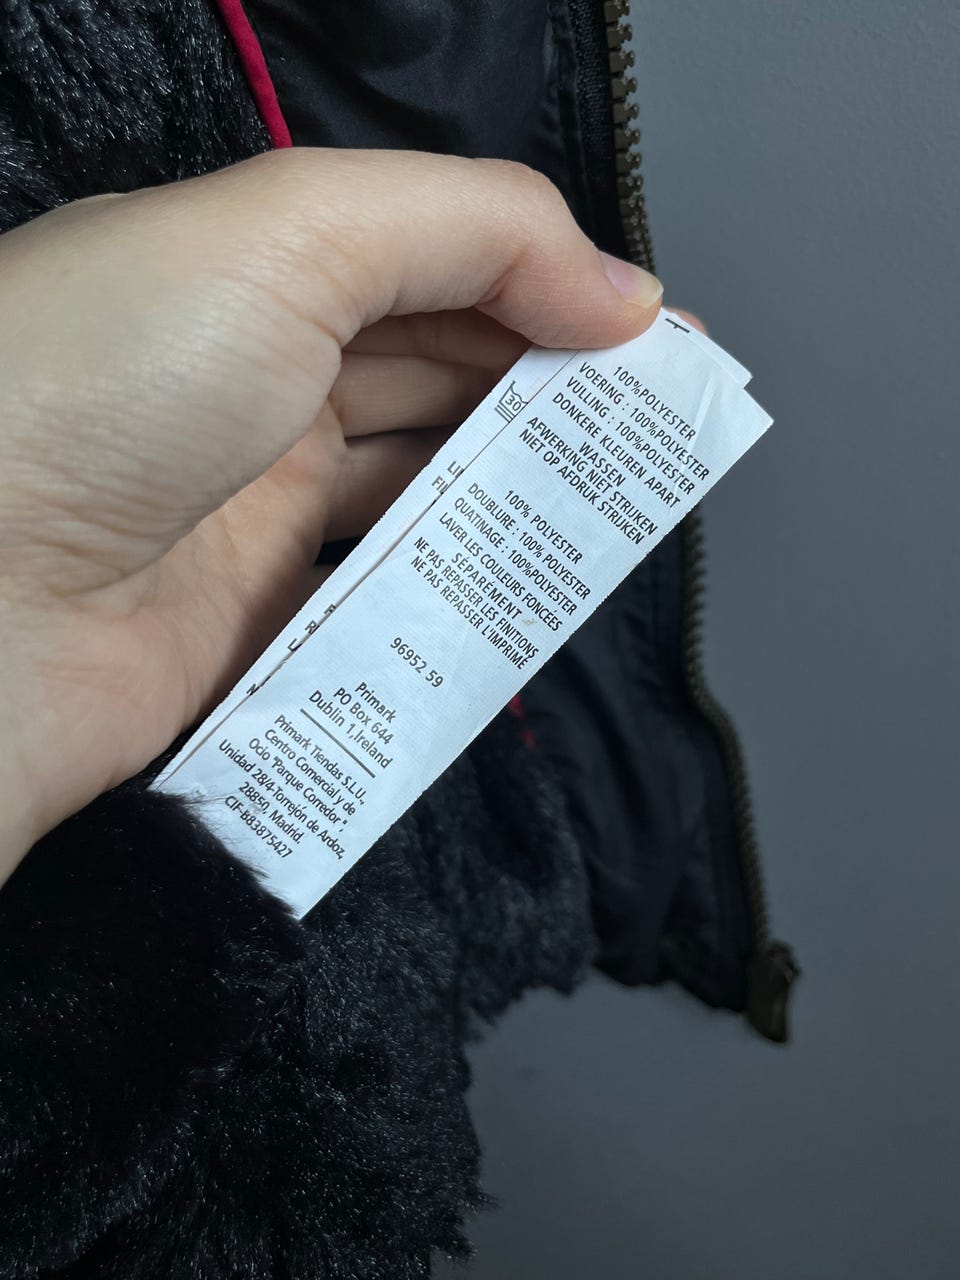 100%POLYESTER
VOERING : 100%POLYESTER
VULLING : 100%POLYESTER
DONKERE KLEUREN APART
WASSEN
AFWERKING NIET STRIJKEN
NIET OP AFDRUK STRIJKEN
100% POLYESTER
DOUBLURE : 100% POLYESTER
QUATINAGE : 100%POLYESTER
LAVER LES COULEURS FONCÉES
SÉPARÉMENT
NE PAS REPASSER LES FINITIONS
NE PAS REPASSER L'IMPRIMÉ
96952 59
Primark
PO Box 644
Dublin 1,Ireland
Primark Tiendas S.L.U.,
Centro Comercial y de
Ocio "Parque Corredor",
Unidad 28/4-Torrejón de Ardoz,
28850, Madrid.
CIF-B83875427
30